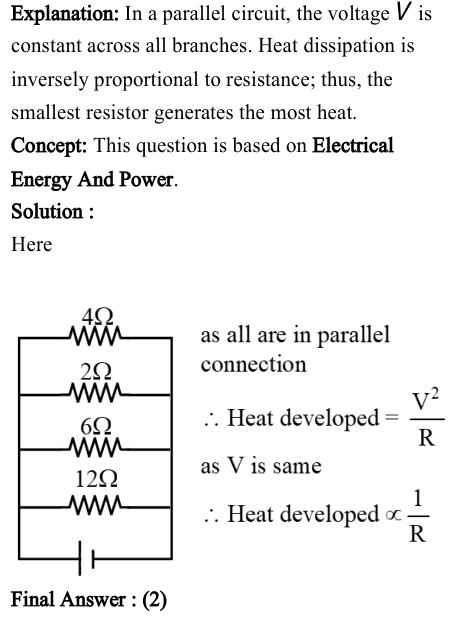 Explanation: In a parallel circuit, the voltage V is
constant across all branches. Heat dissipation is
inversely proportional to resistance; thus, the
smallest resistor generates the most heat.
Concept: This question is based on Electrical
Energy And Power.
Solution :
Here
4Ω
2Ω
6Ω
12Ω
as all are in parallel
connection
∴ Heat developed = V²/R
as V is same
∴ Heat developed ∝ 1/R
Final Answer : (2)